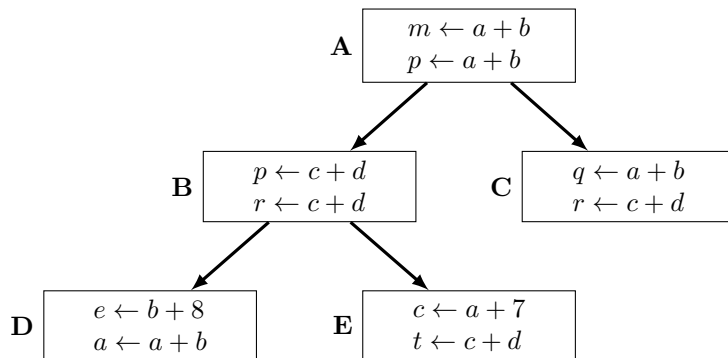 A
m ← a + b
p ← a + b
B
p ← c + d
r ← c + d
C
q ← a + b
r ← c + d
D
e ← b + 8
a ← a + b
E
c ← a + 7
t ← c + d